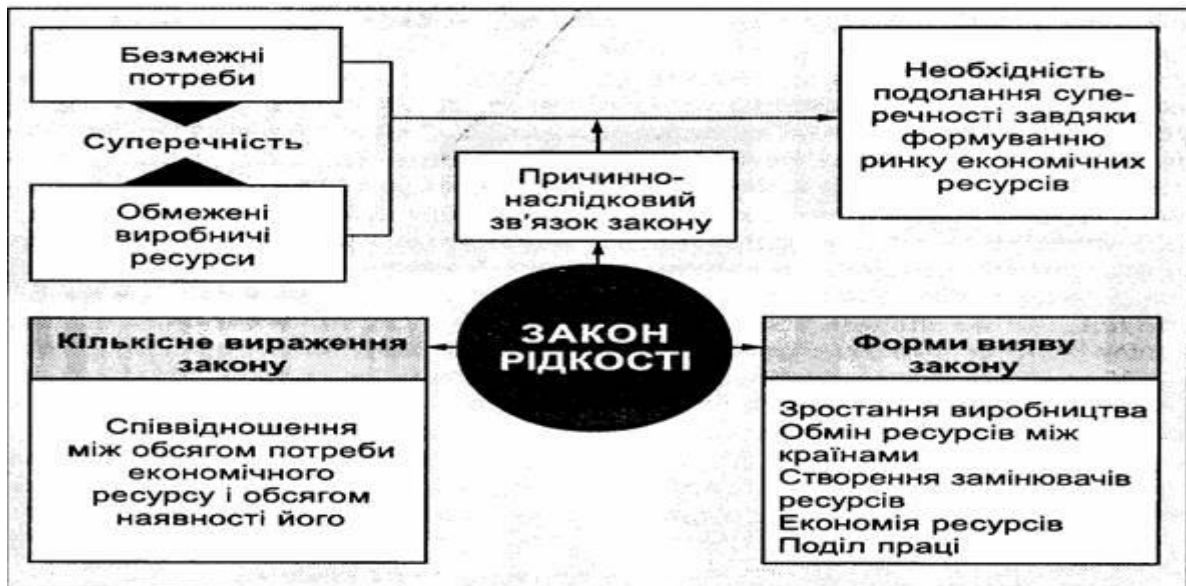 Безмежні
потреби
Суперечність
Обмежені
виробничі
ресурси
Причинно-
наслідковий
зв’язок закону
Необхідність
подолання супе-
речності завдяки
формуванню
ринку економічних
ресурсів
ЗАКОН
РІДКОСТІ
Кількісне вираження
закону
Співвідношення
між обсягом потреби
економічного
ресурсу і обсягом
наявності його
Форми вияву
закону
Зростання виробництва
Обмін ресурсів між
країнами
Створення замінювачів
ресурсів
Економія ресурсів
Поділ праці